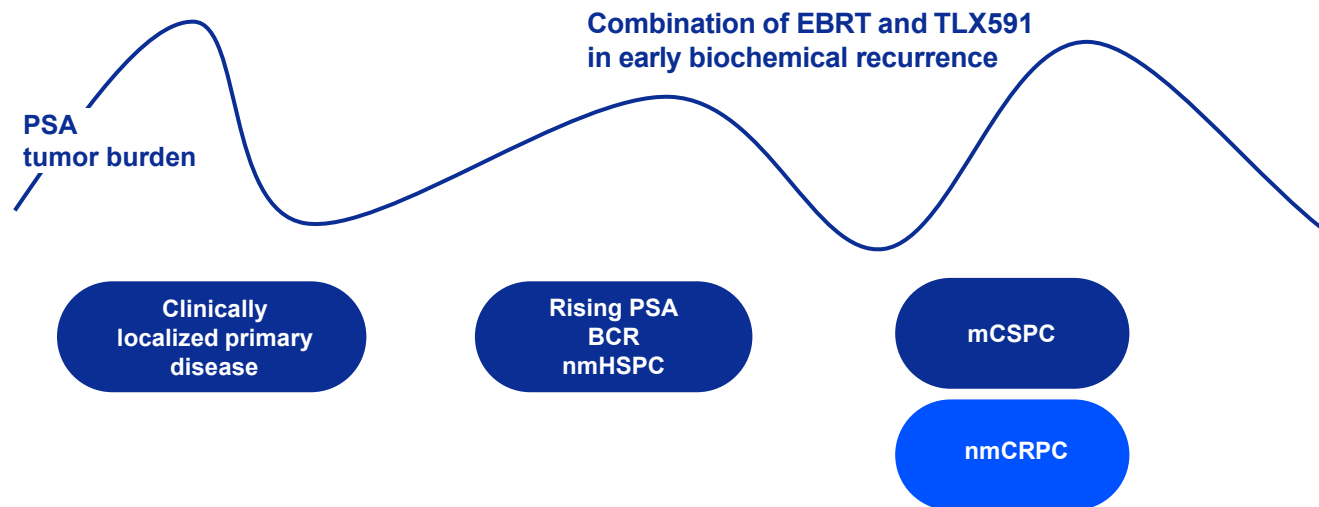 Combination of EBRT and TLX591
in early biochemical recurrence
PSA
tumor burden
Clinically
localized primary
disease
Rising PSA
BCR
nmHSPC
mCSPC
nmCRPC